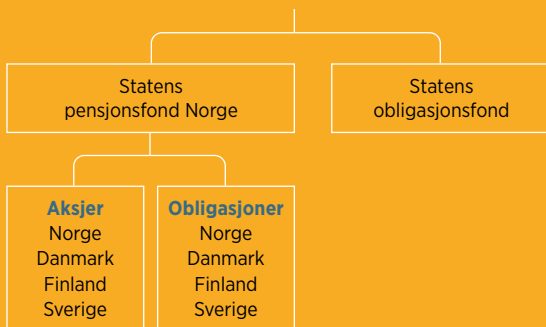 Statens
pensjonsfond Norge
Statens
obligasjonsfond
Aksjer
Norge
Danmark
Finland
Sverige
Obligasjoner
Norge
Danmark
Finland
Sverige